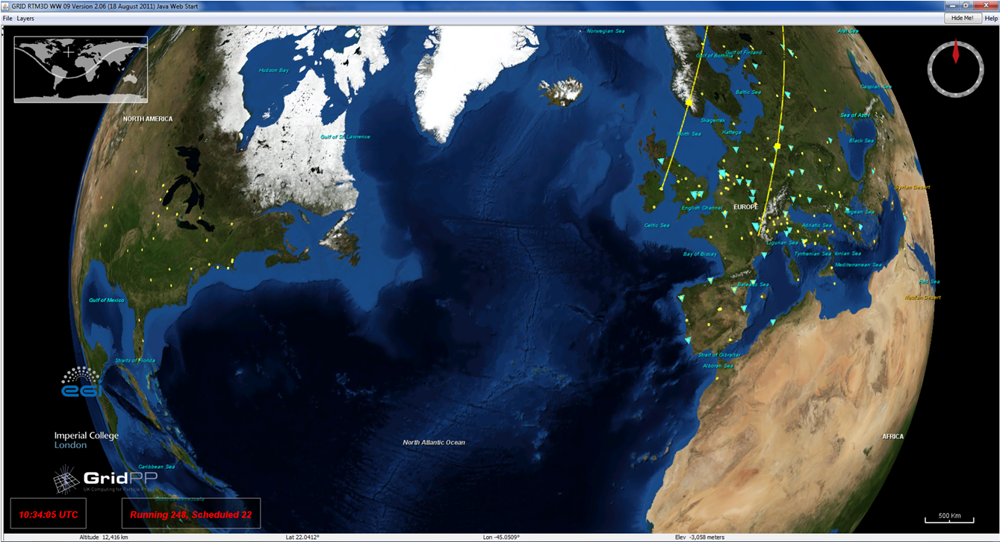 GRID RTM3D WW 09 Version 2.06 (18 August 2011) Java Web Start
File Layers
Hide Me! Help
Norwegian Sea
Aral Sea
Gulf of Bothnia
Gulf of Finland
Hudson Bay
Baltic Sea
Caspian Sea
NORTH AMERICA
Skagerrak
Sea of Azov
Gulf of St. Lawrence
North Sea
Kattega
Black Sea
Syrian Desert
English Channel
EUROPE
Aegean Sea
Celtic Sea
Adriatic Sea
Ligurian Sea
Bay of Biscay
Tyrrhenian Sea
Ionian Sea
Mediterranean Sea
Balearic Sea
Red Sea
Gulf of Mexico
Nubian Desert
Strait of Gibraltar
Straits of Florida
Alboran Sea
egi
Imperial College
London
AFRICA
North Atlantic Ocean
Caribbean Sea
GridPP
UK Computing for Particle
10:34:05 UTC
Running 248, Scheduled 22
500 Km
Altitude 12,416 km
Lat 22.0412°
Lon -45.0509°
Elev -3,058 meters